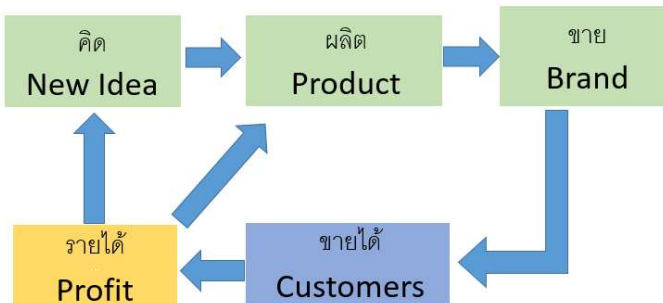 คิด
New Idea
ผลิต
Product
ขาย
Brand
รายได้
Profit
ขายได้
Customers